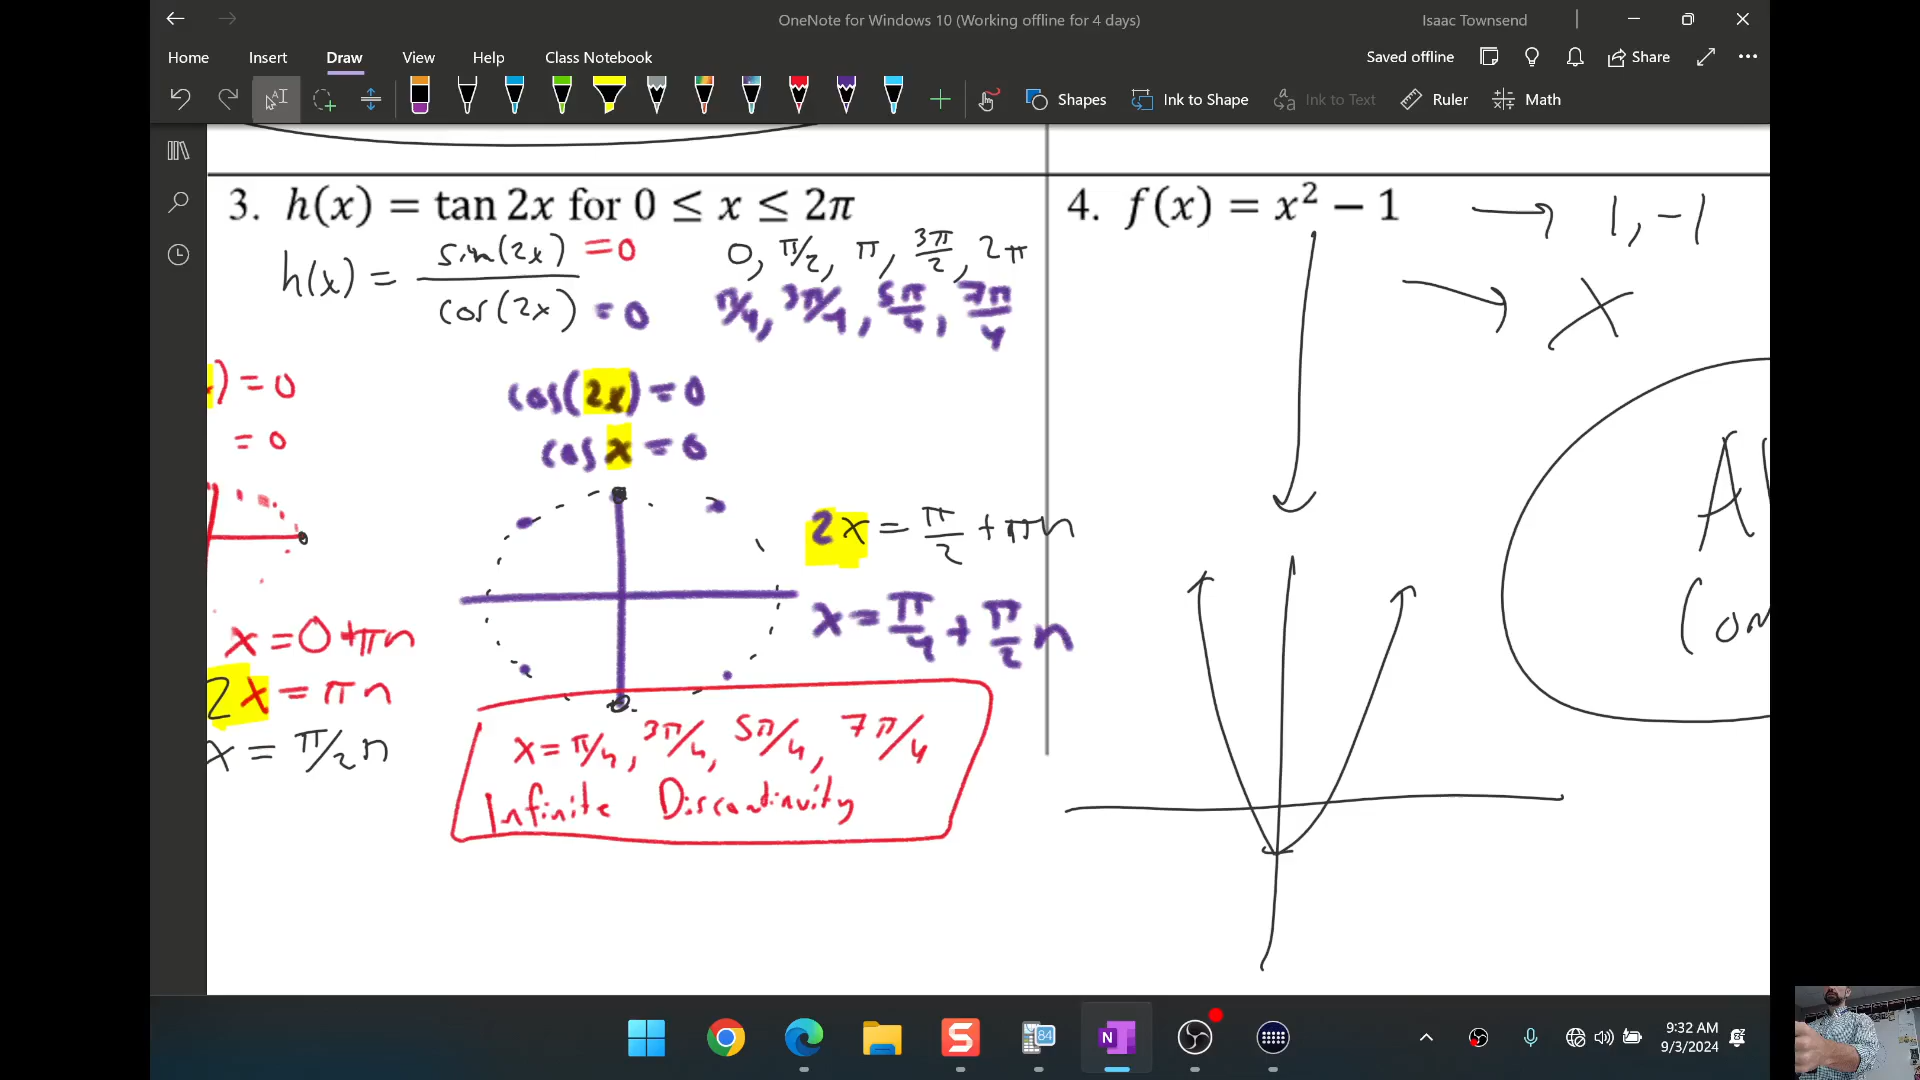 OneNote for Windows 10 (Working offline for 4 days)
Isaac Townsend
Home Insert Draw View Help Class Notebook
Saved offline
Share
Shapes Ink to Shape Ink to Text Ruler Math
3. h(x) = tan 2x for 0 ≤ x ≤ 2π
h(x) = sin(2x) = 0
cos(2x) = 0
0, π/2, π, 3π/2, 2π
π/4, 3π/4, 5π/4, 7π/4
) = 0
= 0
cos(2x) = 0
cos x = 0
2x = π/2 + πn
x = π/4 + π/2 n
x = 0 + πn
2x = πn
x = π/2 n
x = π/4, 3π/4, 5π/4, 7π/4
Infinite Discontinuity
4. f(x) = x² − 1 → 1, −1
→ X
84
9:32 AM
9/3/2024